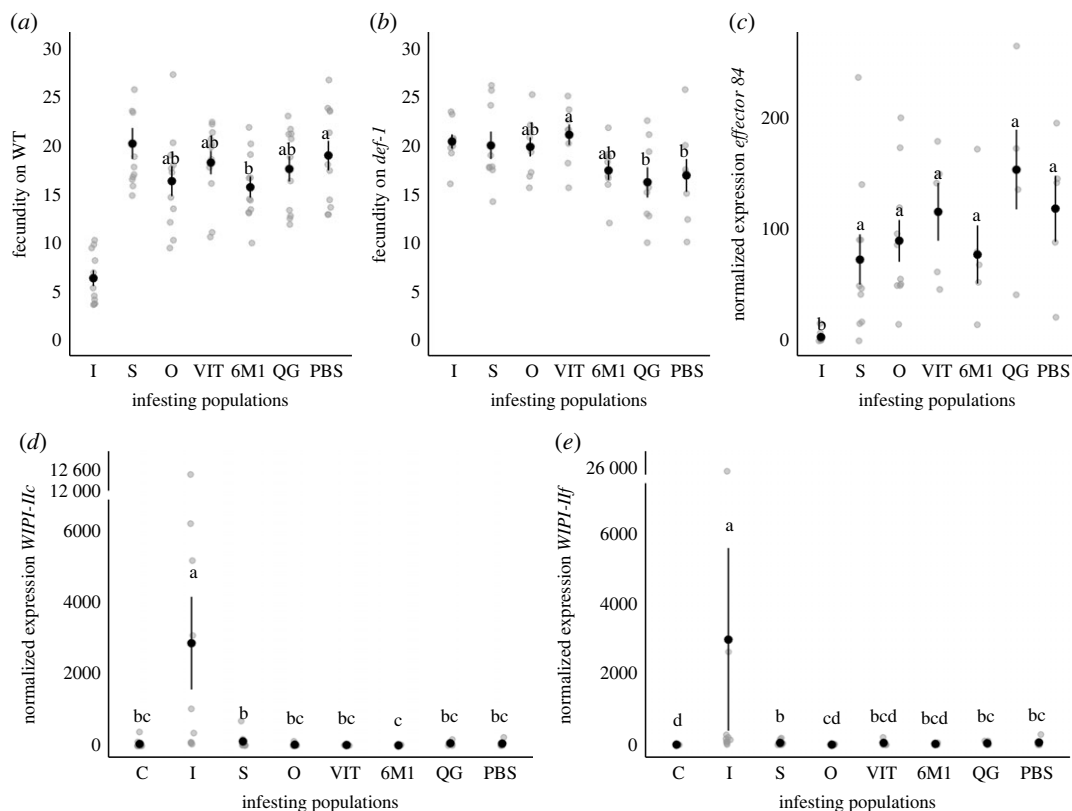 (a)
30
25
20
15
10
5
0
fecundity on WT
ab
ab
b
ab
a
I S O VIT 6M1 QG PBS
infesting populations
(b)
30
25
20
15
10
5
0
fecundity on def-1
ab
a
ab
b
b
I S O VIT 6M1 QG PBS
infesting populations
(c)
200
100
0
normalized expression effector 84
b
a
a
a
a
a
a
I S O VIT 6M1 QG PBS
infesting populations
(d)
12 600
12 000
6000
4000
2000
0
normalized expression WIPI-IIc
bc
a
b
bc
bc
c
bc
bc
C I S O VIT 6M1 QG PBS
infesting populations
(e)
26 000
6000
4000
2000
0
normalized expression WIPI-IIf
d
a
b
cd
bcd
bcd
bc
bc
C I S O VIT 6M1 QG PBS
infesting populations